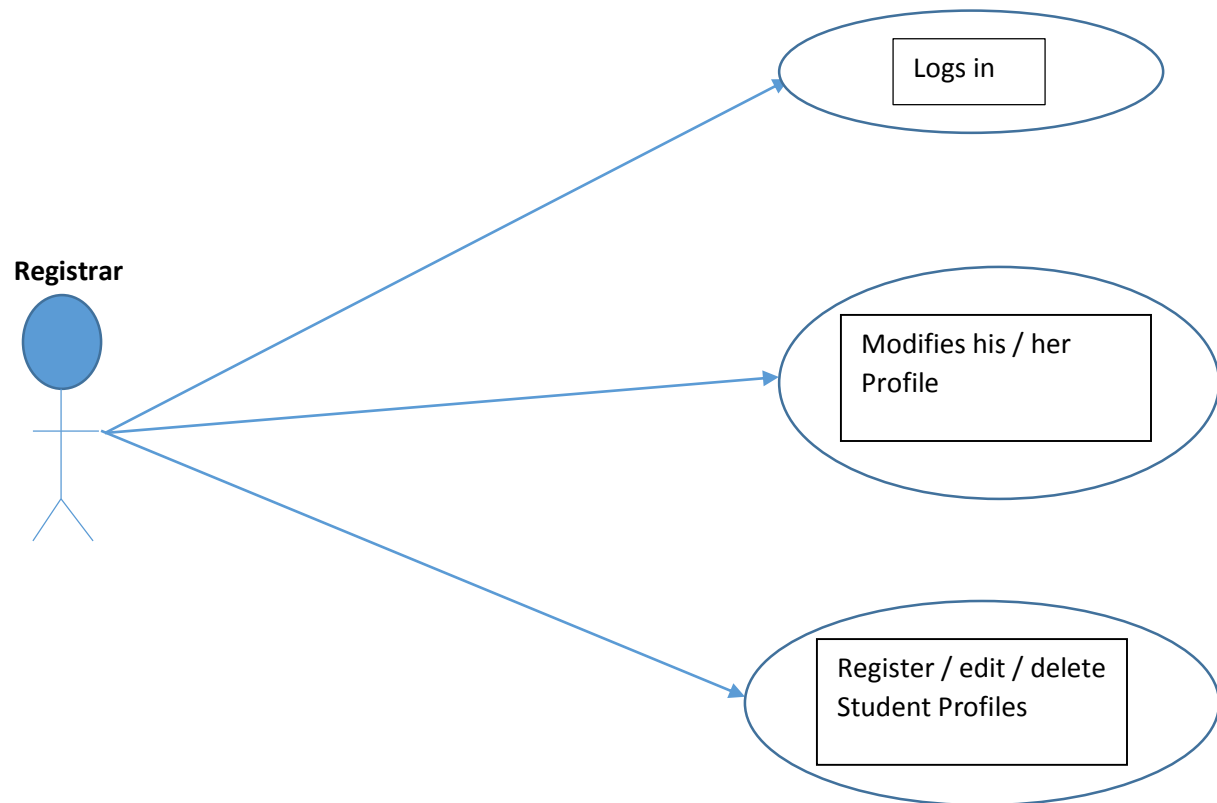 Logs in
Registrar
Modifies his / her
Profile
Register / edit / delete
Student Profiles